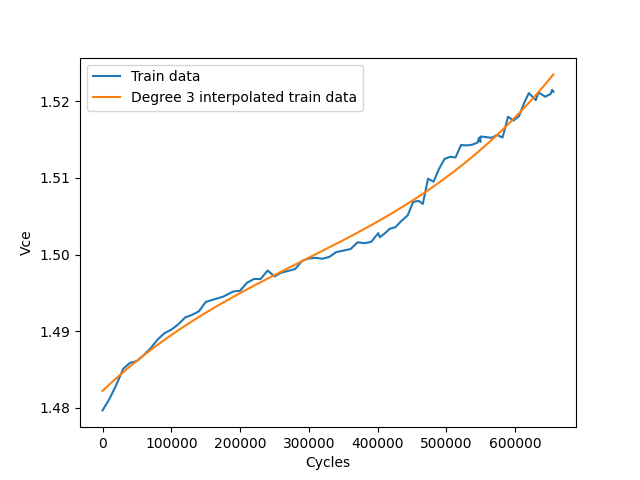 Train data
Degree 3 interpolated train data
1.52
1.51
1.50
1.49
1.48
Vce
0 100000 200000 300000 400000 500000 600000
Cycles